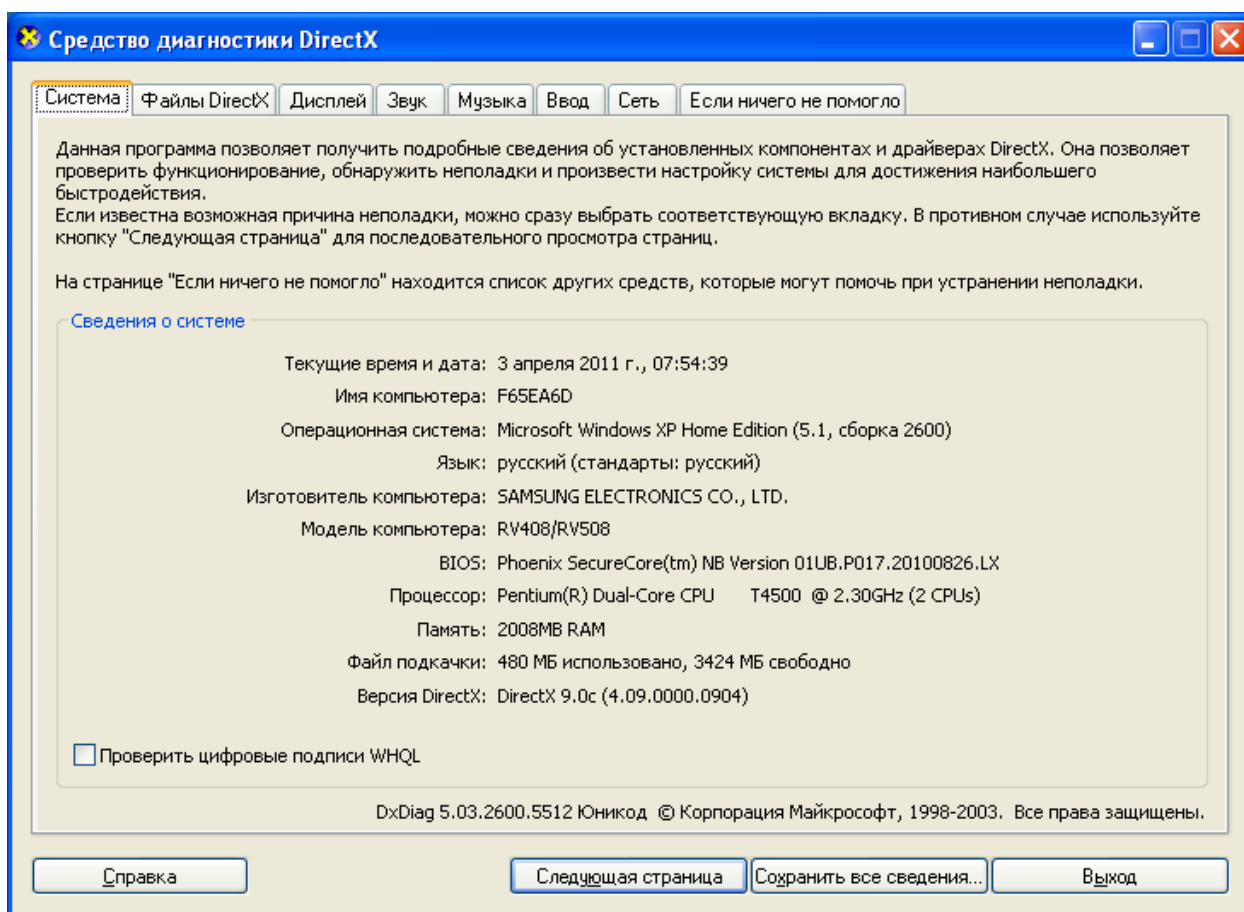 Средство диагностики DirectX
Система Файлы DirectX Дисплей Звук Музыка Ввод Сеть Если ничего не помогло
Данная программа позволяет получить подробные сведения об установленных компонентах и драйверах DirectX. Она позволяет
проверить функционирование, обнаружить неполадки и произвести настройку системы для достижения наибольшего
быстродействия.
Если известна возможная причина неполадки, можно сразу выбрать соответствующую вкладку. В противном случае используйте
кнопку "Следующая страница" для последовательного просмотра страниц.
На странице "Если ничего не помогло" находится список других средств, которые могут помочь при устранении неполадки.
Сведения о системе
Текущие время и дата: 3 апреля 2011 г., 07:54:39
Имя компьютера: F65EA6D
Операционная система: Microsoft Windows XP Home Edition (5.1, сборка 2600)
Язык: русский (стандарты: русский)
Изготовитель компьютера: SAMSUNG ELECTRONICS CO., LTD.
Модель компьютера: RV408/RV508
BIOS: Phoenix SecureCore(tm) NB Version 01UB.P017.20100826.LX
Процессор: Pentium(R) Dual-Core CPU T4500 @ 2.30GHz (2 CPUs)
Память: 2008MB RAM
Файл подкачки: 480 МБ использовано, 3424 МБ свободно
Версия DirectX: DirectX 9.0c (4.09.0000.0904)
Проверить цифровые подписи WHQL
DxDiag 5.03.2600.5512 Юникод © Корпорация Майкрософт, 1998-2003. Все права защищены.
Справка Следующая страница Сохранить все сведения... Выход